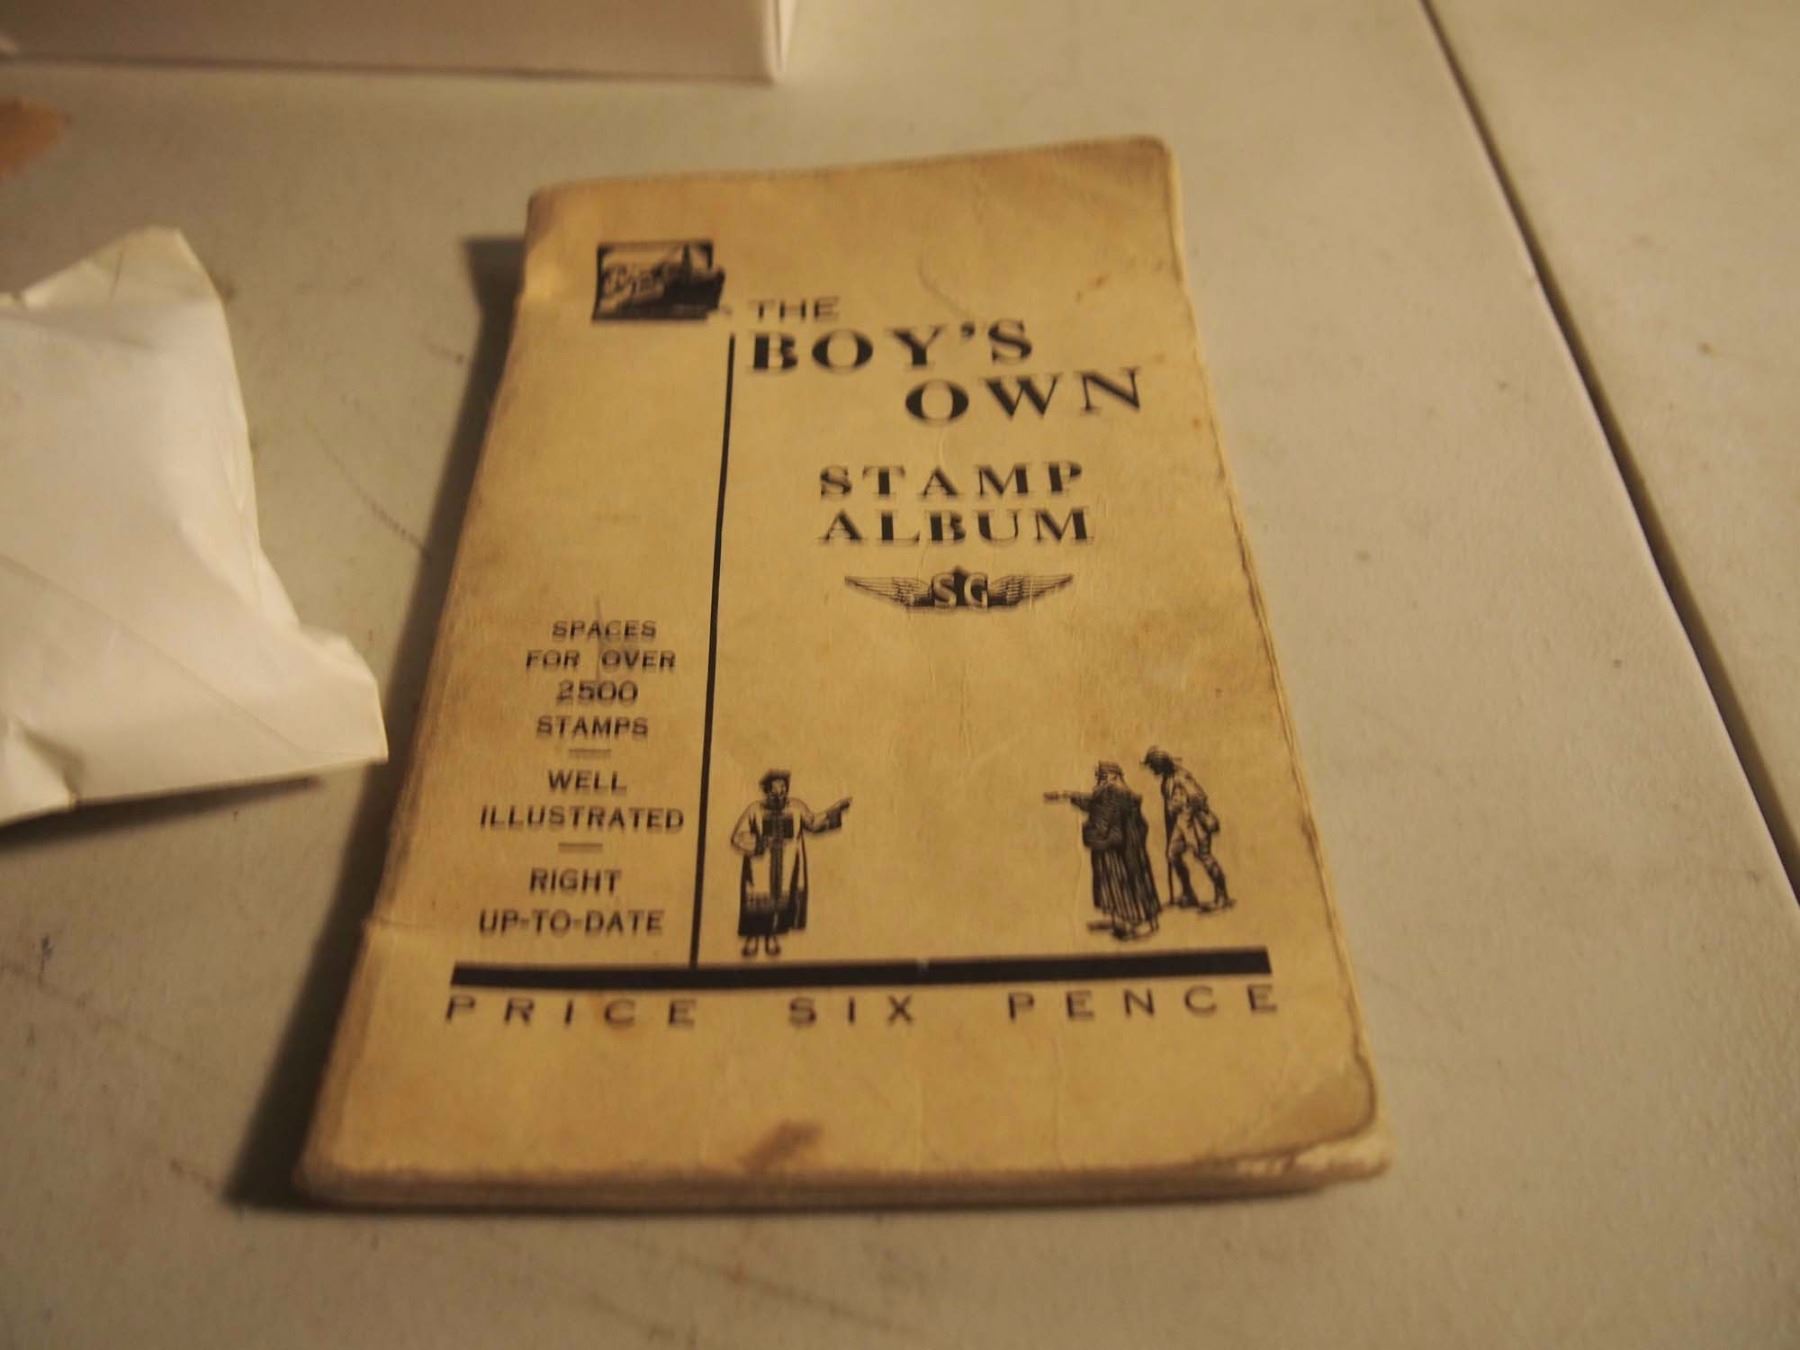 THE
BOY'S
OWN
STAMP
ALBUM
SG
SPACES
FOR OVER
2500
STAMPS
WELL
ILLUSTRATED
RIGHT
UP-TO-DATE
PRICE SIX PENCE